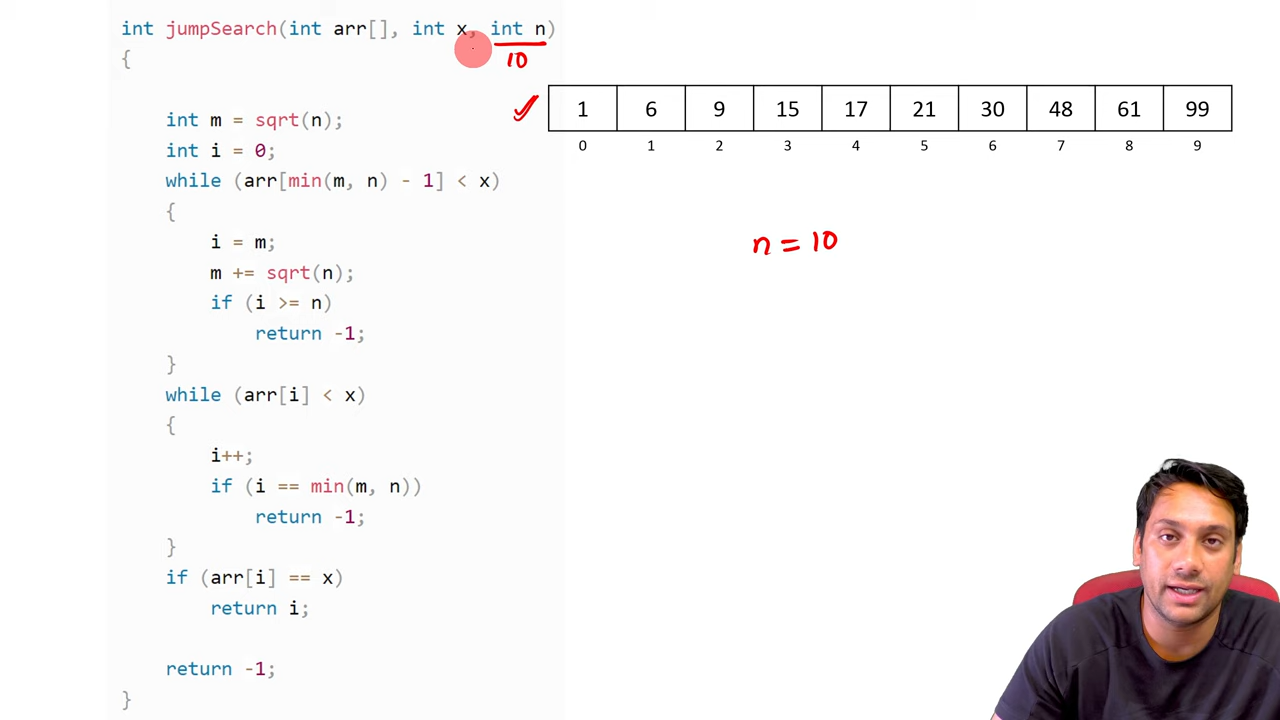 int jumpSearch(int arr[], int x, int n)
10
{
int m = sqrt(n);
int i = 0;
while (arr[min(m, n) - 1] < x)
{
i = m;
m += sqrt(n);
if (i >= n)
return -1;
}
while (arr[i] < x)
{
i++;
if (i == min(m, n))
return -1;
}
if (arr[i] == x)
return i;
return -1;
}
1 6 9 15 17 21 30 48 61 99
0 1 2 3 4 5 6 7 8 9
n = 10